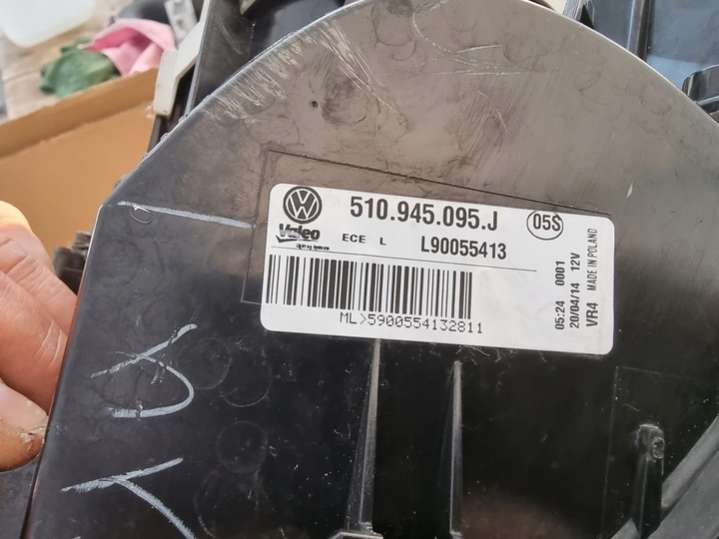 510.945.095.J 05S
Valeo ECE L L90055413
ML>5900554132811
05:24 0001
20/04/14 12V
VR4 MADE IN POLAND